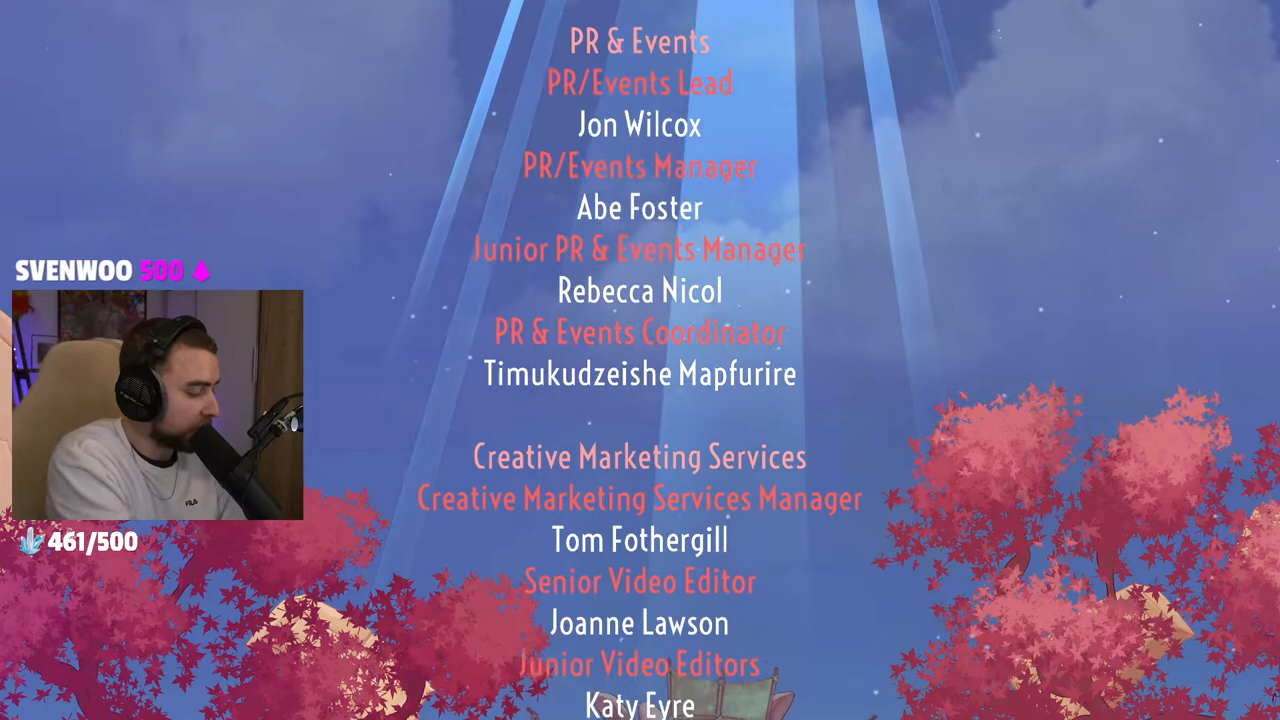 PR & Events
PR/Events Lead
Jon Wilcox
PR/Events Manager
Abe Foster
Junior PR & Events Manager
SVENWOO 500
Rebecca Nicol
PR & Events Coordinator
Timukudzeishe Mapfurire
Creative Marketing Services
Creative Marketing Services Manager
FILA
461/500
Tom Fothergill
Senior Video Editor
Joanne Lawson
Junior Video Editors
Katy Eyre